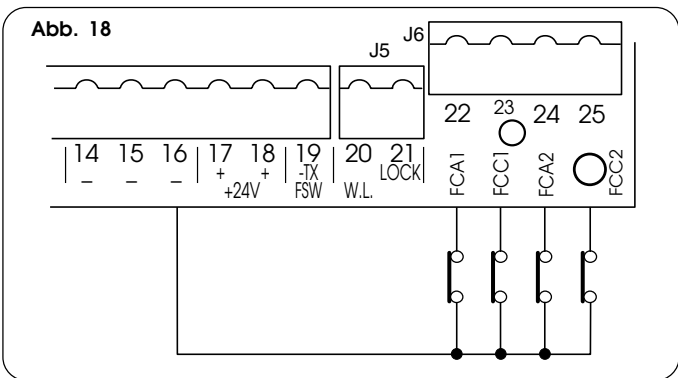 Abb. 18
J6
J5
22 23 24 25
14 15 16 17 18 19 20 21
– – – + + -TX LOCK
+24V FSW W.L.
FCA1 FCC1 FCA2 FCC2